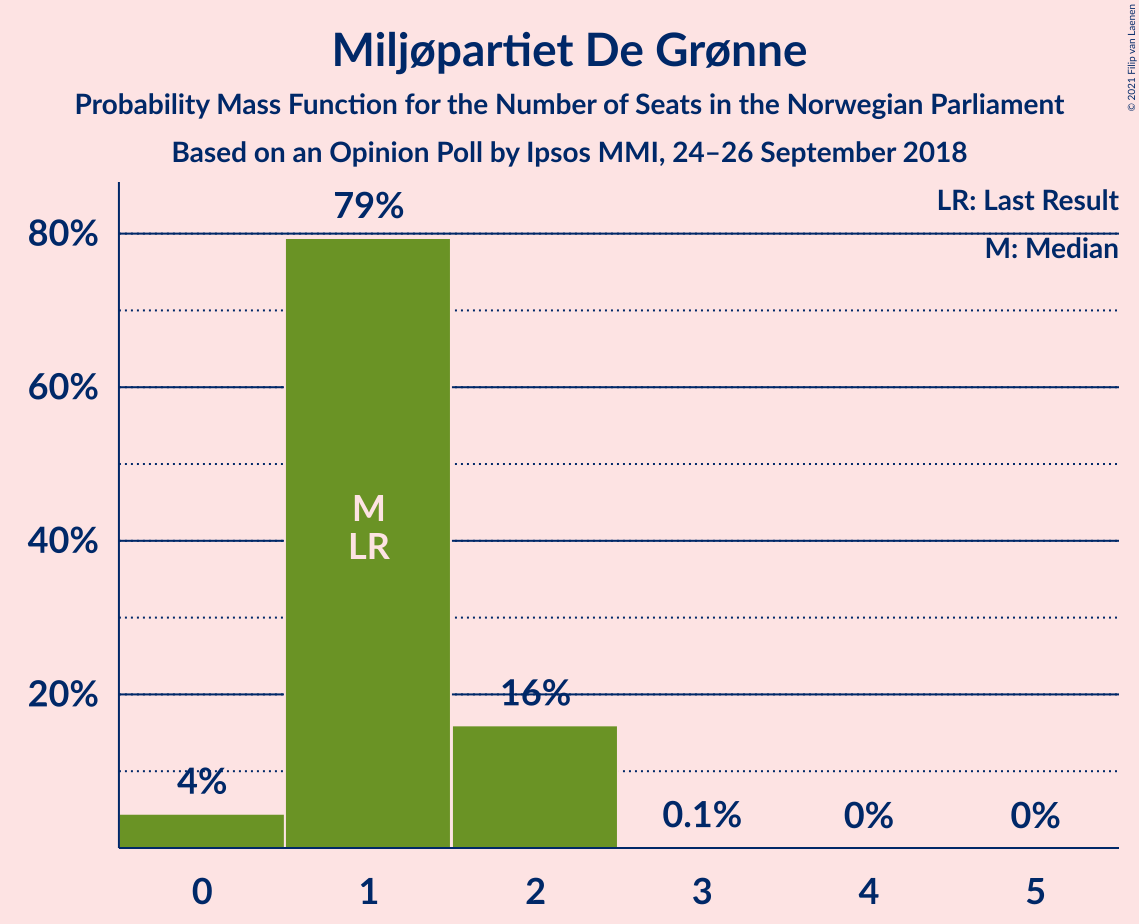 Miljøpartiet De Grønne
Probability Mass Function for the Number of Seats in the Norwegian Parliament
Based on an Opinion Poll by Ipsos MMI, 24–26 September 2018
© 2021 Filip van Laenen
LR: Last Result
M: Median
80%
60%
40%
20%
79%
M
LR
16%
4%
0.1%
0%
0%
0
1
2
3
4
5